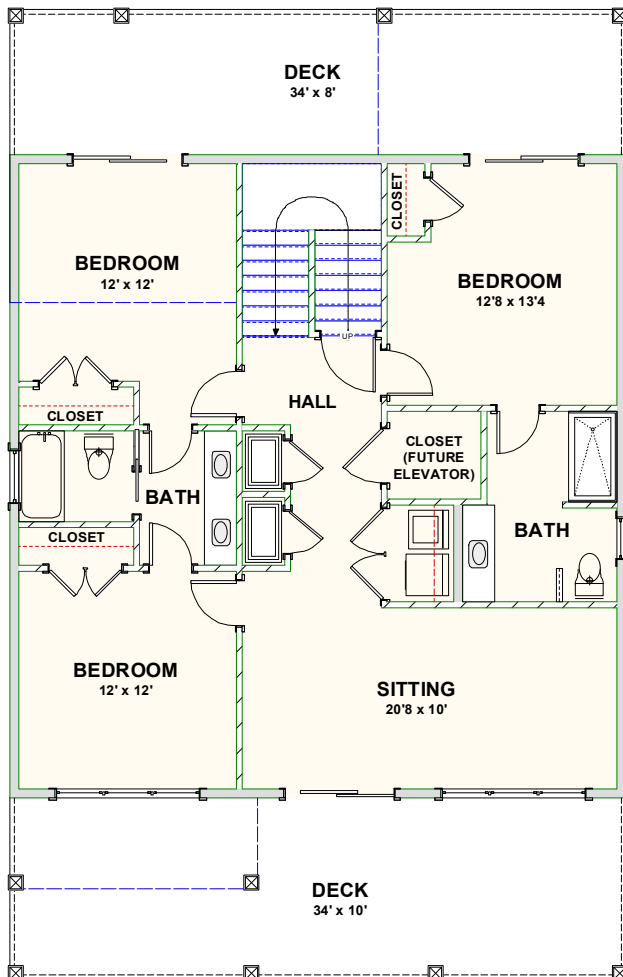 DECK
34' x 8'
CLOSET
BEDROOM
12' x 12'
BEDROOM
12'8 x 13'4
UP
HALL
CLOSET
CLOSET
(FUTURE
ELEVATOR)
BATH
BATH
CLOSET
BEDROOM
12' x 12'
SITTING
20'8 x 10'
DECK
34' x 10'